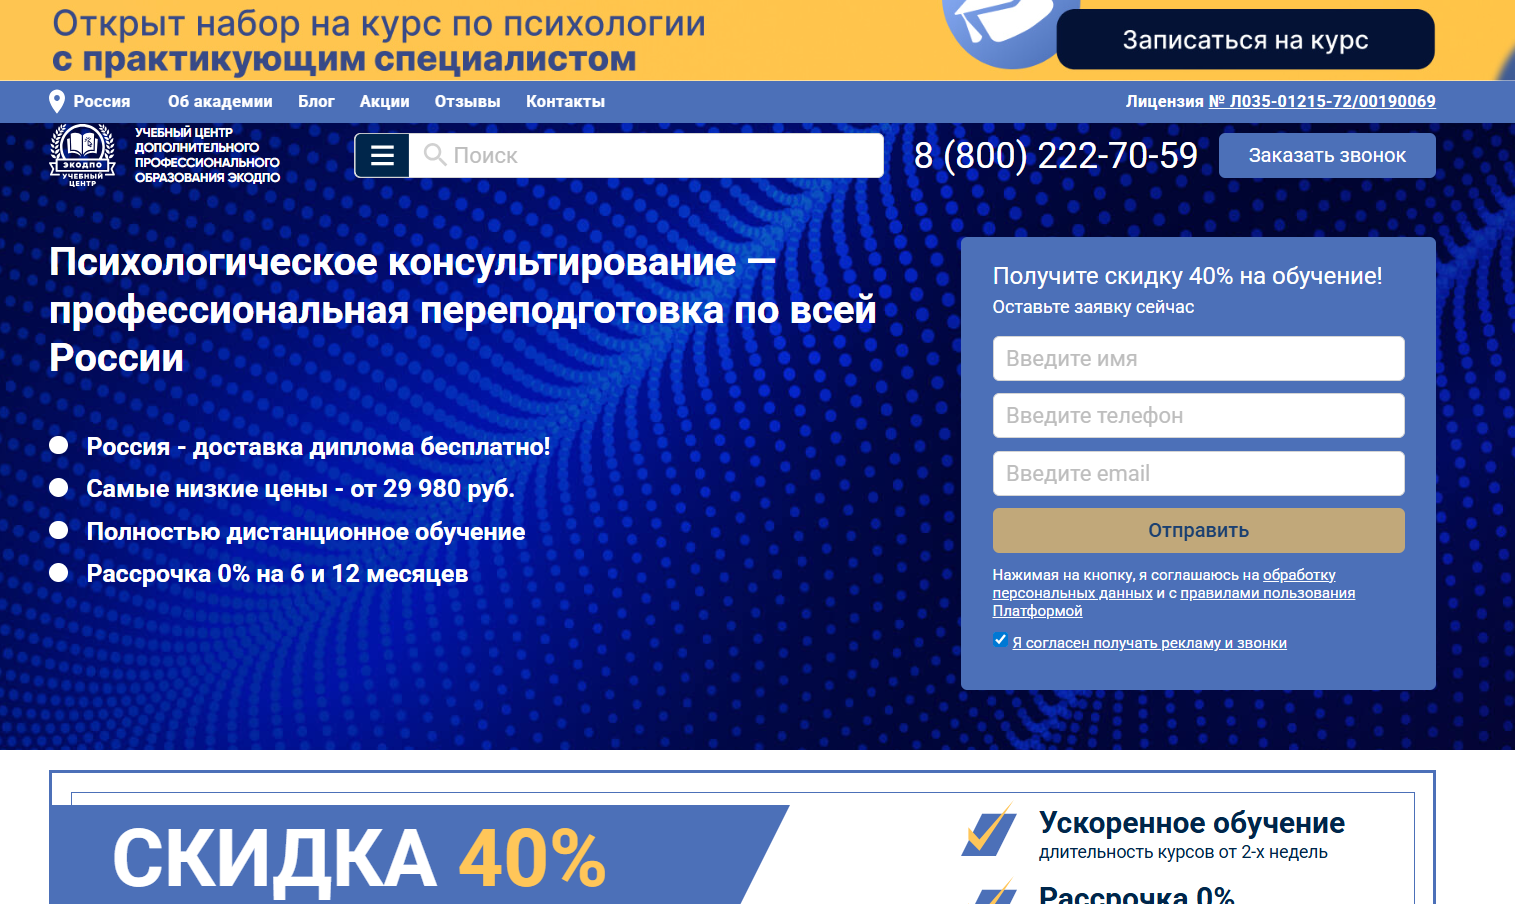 Открыт набор на курс по психологии
с практикующим специалистом
Записаться на курс
Россия
Об академии
Блог
Акции
Отзывы
Контакты
Лицензия № Л035-01215-72/00190069
ЭКОДПО
УЧЕБНЫЙ
ЦЕНТР
УЧЕБНЫЙ ЦЕНТР
ДОПОЛНИТЕЛЬНОГО
ПРОФЕССИОНАЛЬНОГО
ОБРАЗОВАНИЯ ЭКОДПО
Поиск
8 (800) 222-70-59
Заказать звонок
Психологическое консультирование —
профессиональная переподготовка по всей
России
Россия - доставка диплома бесплатно!
Самые низкие цены - от 29 980 руб.
Полностью дистанционное обучение
Рассрочка 0% на 6 и 12 месяцев
Получите скидку 40% на обучение!
Оставьте заявку сейчас
Введите имя
Введите телефон
Введите email
Отправить
Нажимая на кнопку, я соглашаюсь на обработку
персональных данных и с правилами пользования
Платформой
Я согласен получать рекламу и звонки
СКИДКА 40%
Ускоренное обучение
длительность курсов от 2-х недель
Рассрочка 0%